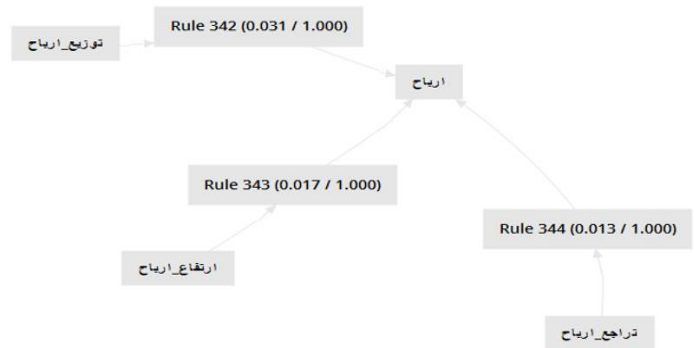 Rule 342 (0.031 / 1.000)
توزيع_ارباح
ارباح
Rule 343 (0.017 / 1.000)
Rule 344 (0.013 / 1.000)
ارتفاع_ارباح
تراجع_ارباح